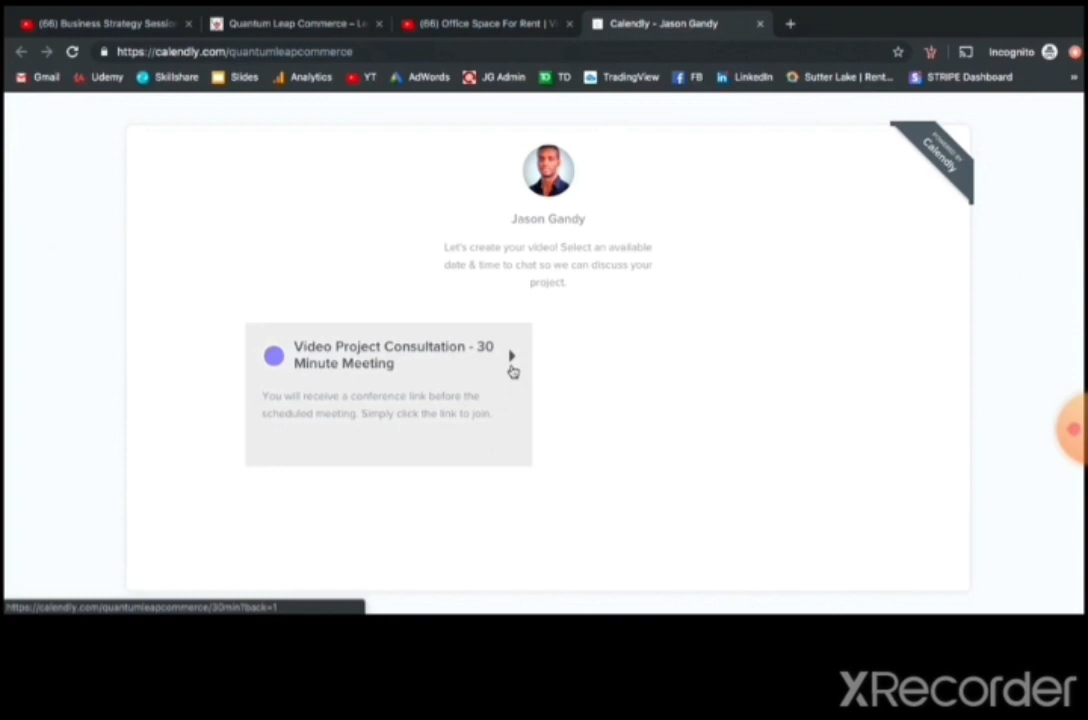 (66) Business Strategy Sessio
Quantum Leap Commerce – Le
(66) Office Space For Rent | V
Calendly - Jason Gandy
https://calendly.com/quantumleapcommerce
Incognito
Gmail
Udemy
Skillshare
Slides
Analytics
YT
AdWords
JG Admin
TD
TradingView
FB
LinkedIn
Sutter Lake | Rent...
STRIPE Dashboard
»
POWERED BY
Calendly
Jason Gandy
Let's create your video! Select an available
date & time to chat so we can discuss your
project.
Video Project Consultation - 30
Minute Meeting
You will receive a conference link before the
scheduled meeting. Simply click the link to join.
https://calendly.com/quantumleapcommerce/30min?back=1
XRecorder